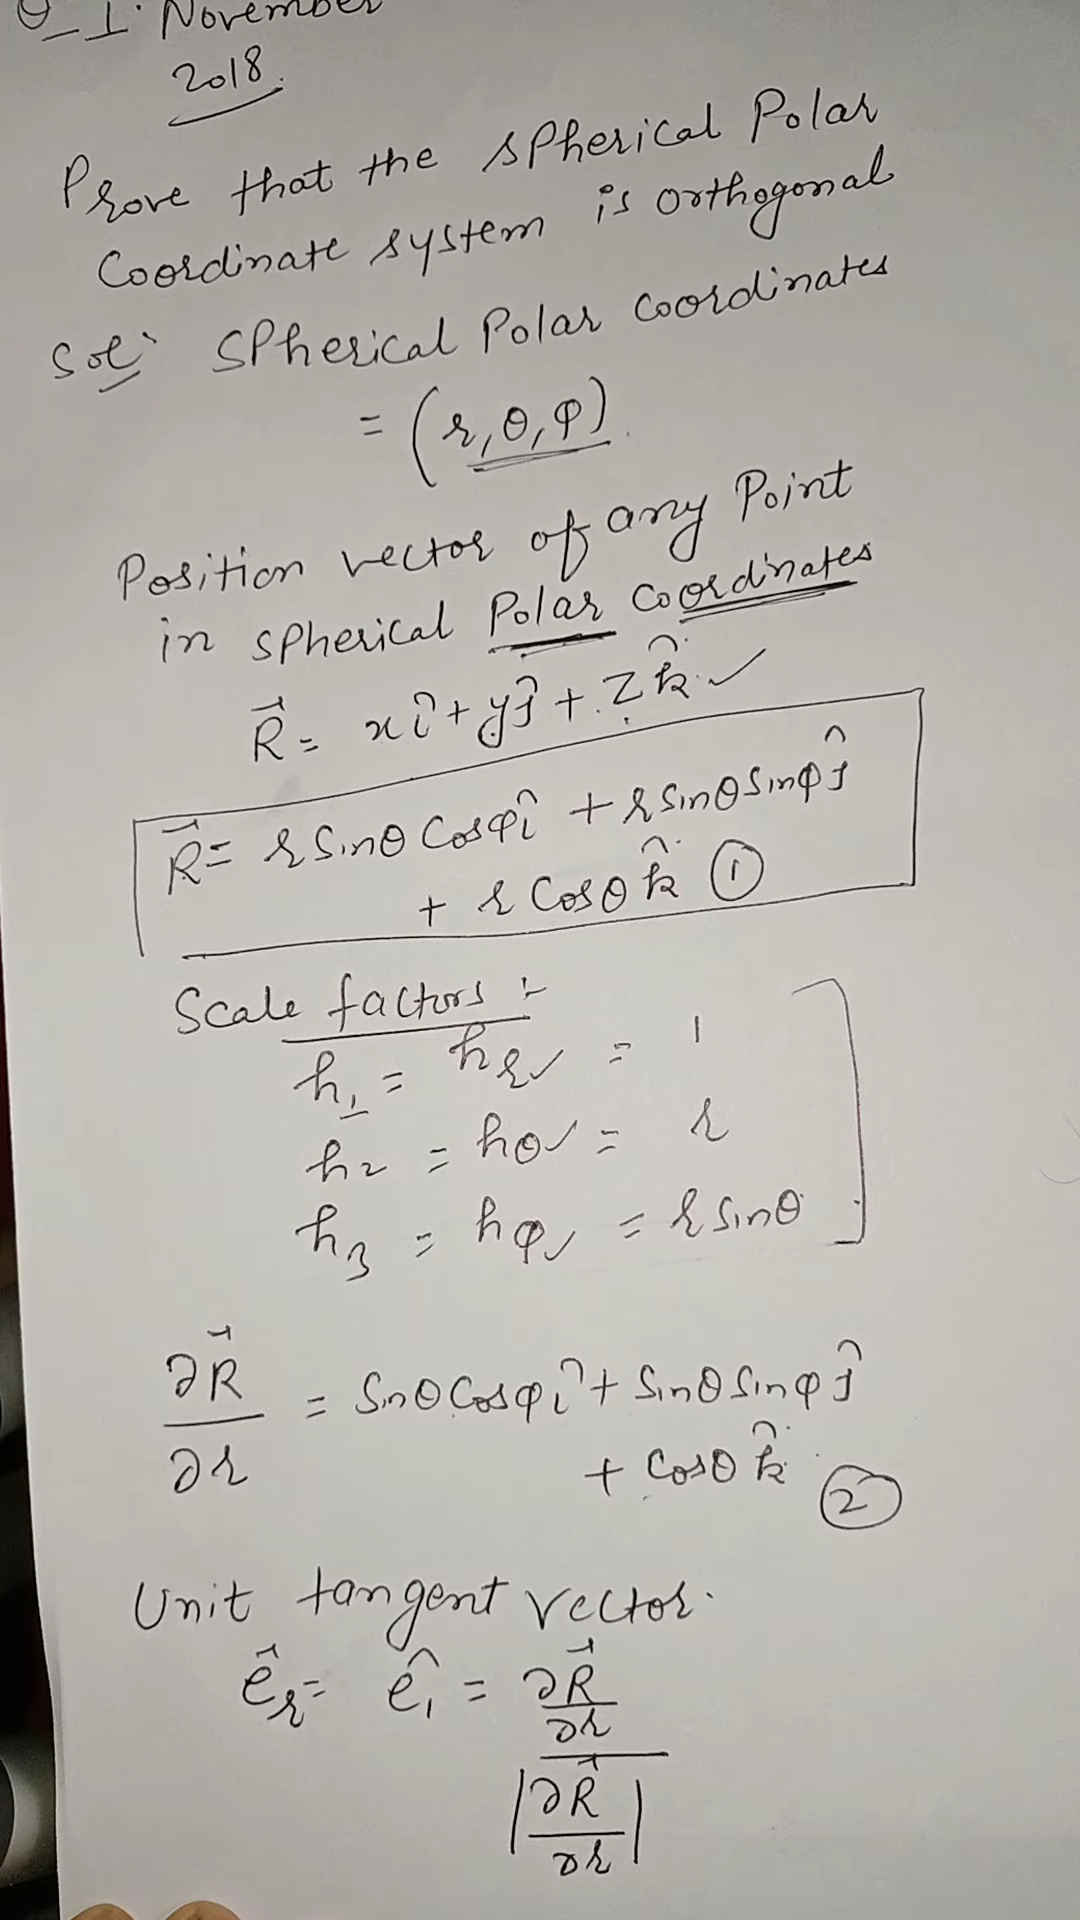 Q-1. November
2018.
Prove that the spherical Polar
Coordinate system is orthogonal
Sol: Spherical Polar Coordinates
= (r, θ, φ)
Position vector of any Point
in spherical Polar Coordinates
R⃗ = xî + yĵ + zk̂ ✓
R⃗ = r Sinθ Cosφ î + r Sinθ Sinφ ĵ
+ r Cosθ k̂ ①
Scale factors :-
h₁ = hr ✓ = 1
h₂ = hθ ✓ = r
h₃ = hφ ✓ = r Sinθ
∂R⃗/∂r = Sinθ Cosφ î + Sinθ Sinφ ĵ
+ Cosθ k̂ ②
Unit tangent vector.
êr = ê₁ = ∂R⃗/∂r / |∂R⃗/∂r|